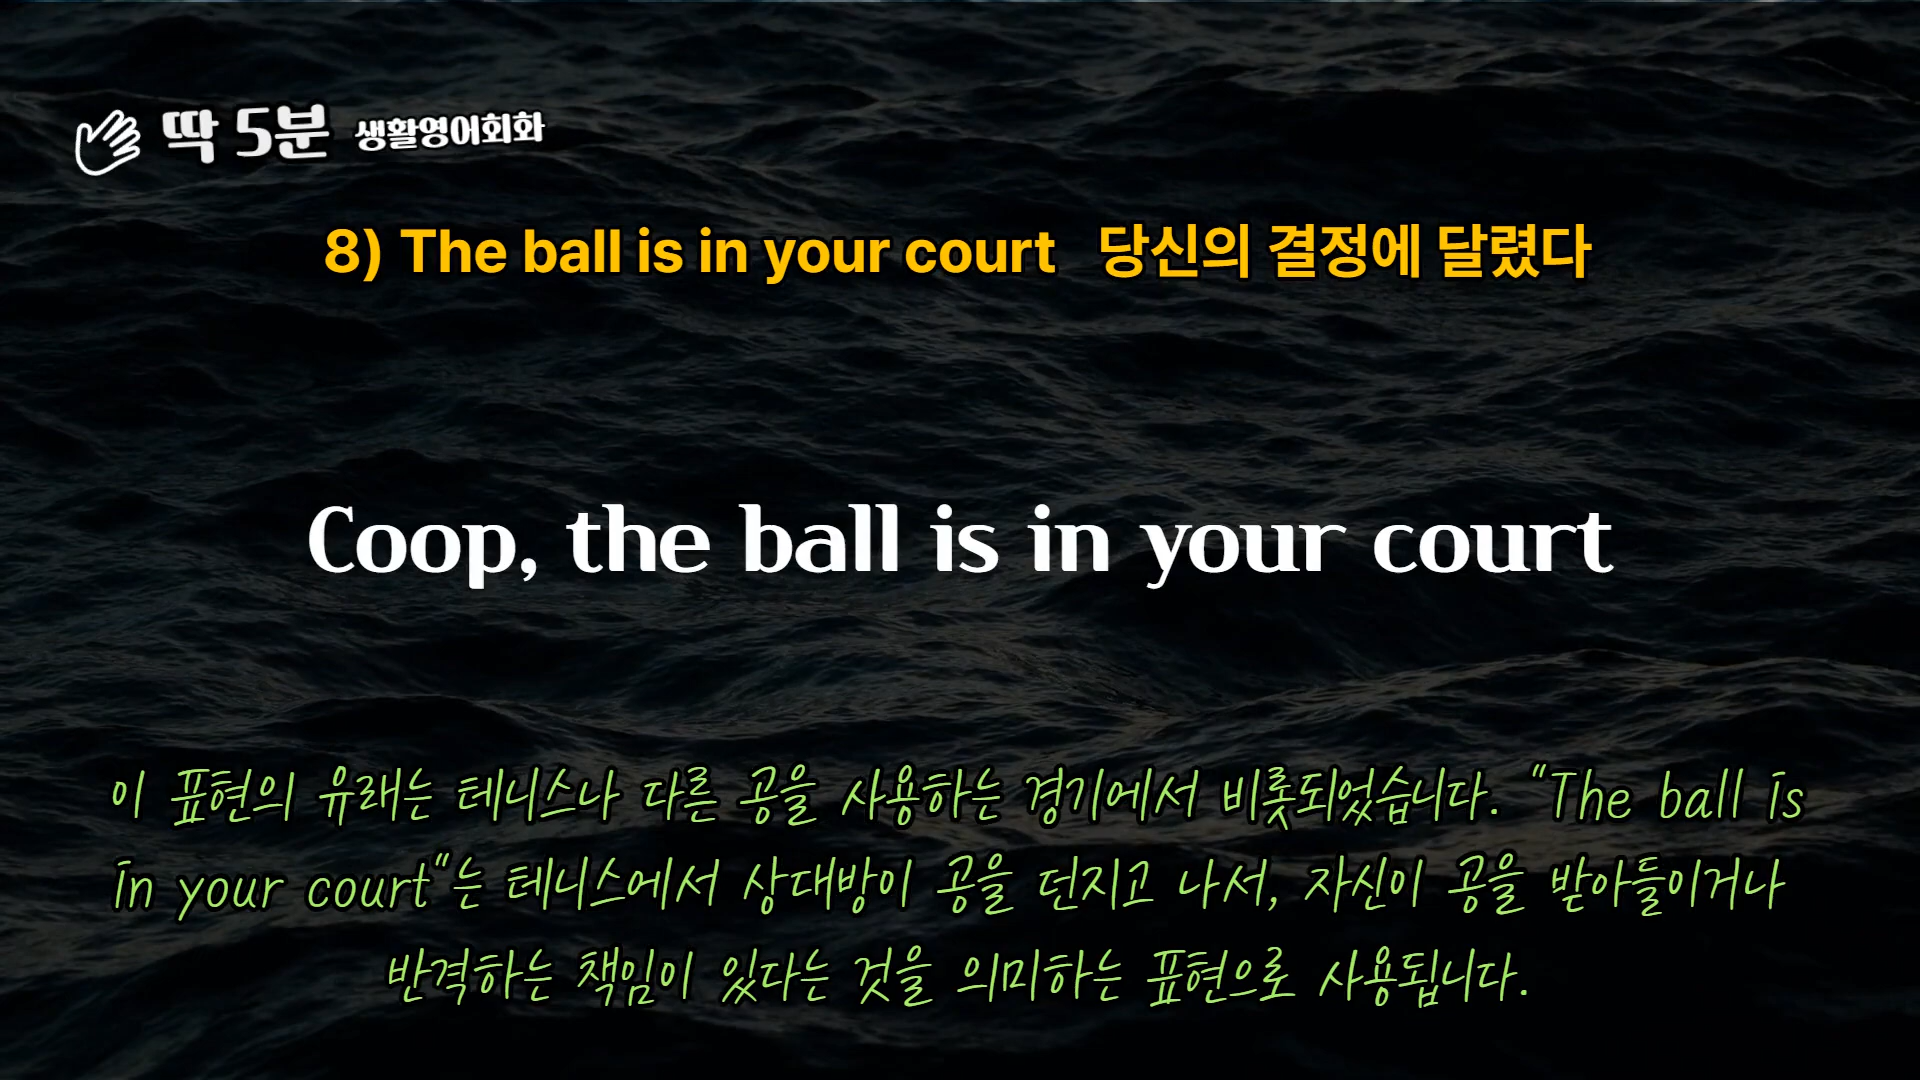 딱 5분 생활영어회화
8) The ball is in your court 당신의 결정에 달렸다
Coop, the ball is in your court
이 표현의 유래는 테니스나 다른 공을 사용하는 경기에서 비롯되었습니다. "The ball is
in your court"는 테니스에서 상대방이 공을 던지고 나서, 자신이 공을 받아들이거나
반격하는 책임이 있다는 것을 의미하는 표현으로 사용됩니다.